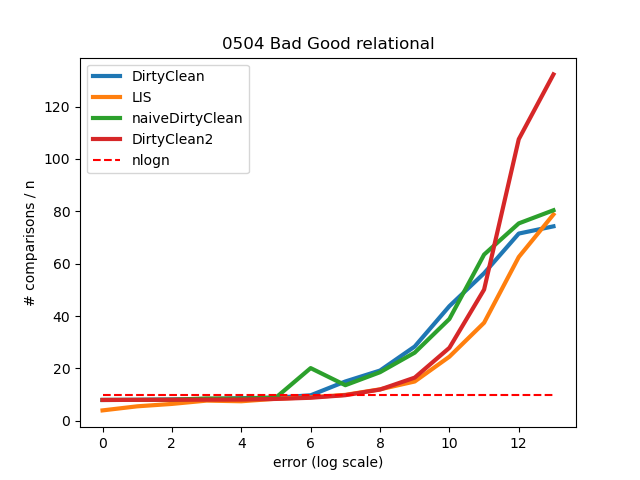 0504 Bad Good relational
DirtyClean
LIS
naiveDirtyClean
DirtyClean2
nlogn
# comparisons / n
120
100
80
60
40
20
0
0 2 4 6 8 10 12
error (log scale)